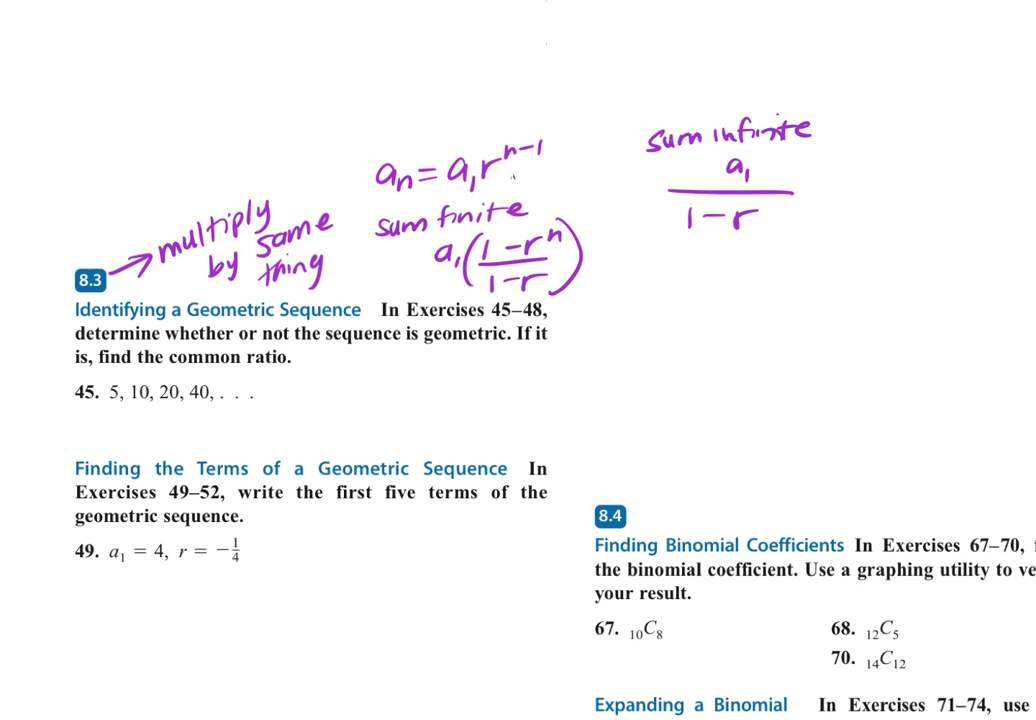 sum infinite
a₁
1-r
aₙ = a₁rⁿ⁻¹
multiply
by same
thing
sum finite
a₁(1-rⁿ
1-r)
8.3
Identifying a Geometric Sequence In Exercises 45–48,
determine whether or not the sequence is geometric. If it
is, find the common ratio.
45. 5, 10, 20, 40, . . .
Finding the Terms of a Geometric Sequence In
Exercises 49–52, write the first five terms of the
geometric sequence.
49. a₁ = 4, r = -1/4
8.4
Finding Binomial Coefficients In Exercises 67–70,
the binomial coefficient. Use a graphing utility to ve
your result.
67. ₁₀C₈
68. ₁₂C₅
70. ₁₄C₁₂
Expanding a Binomial In Exercises 71–74, use